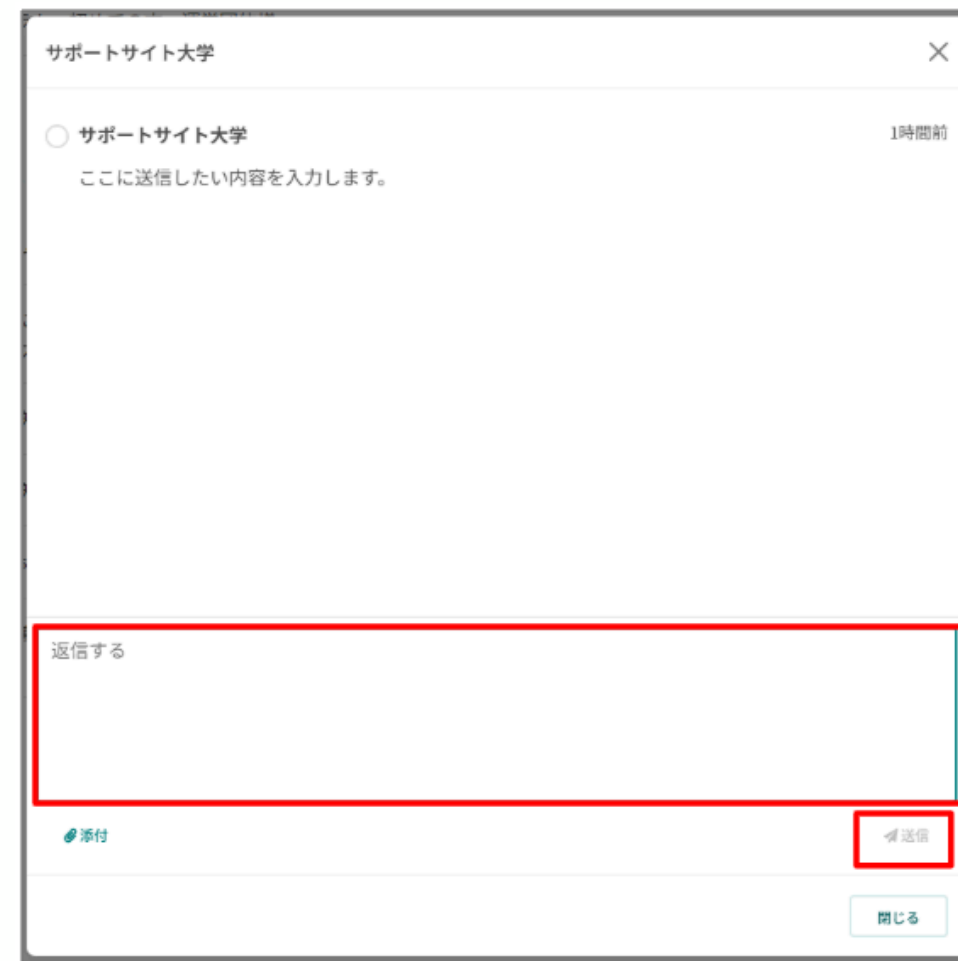 サポートサイト大学
サポートサイト大学
1時間前
ここに送信したい内容を入力します。
返信する
添付
送信
閉じる